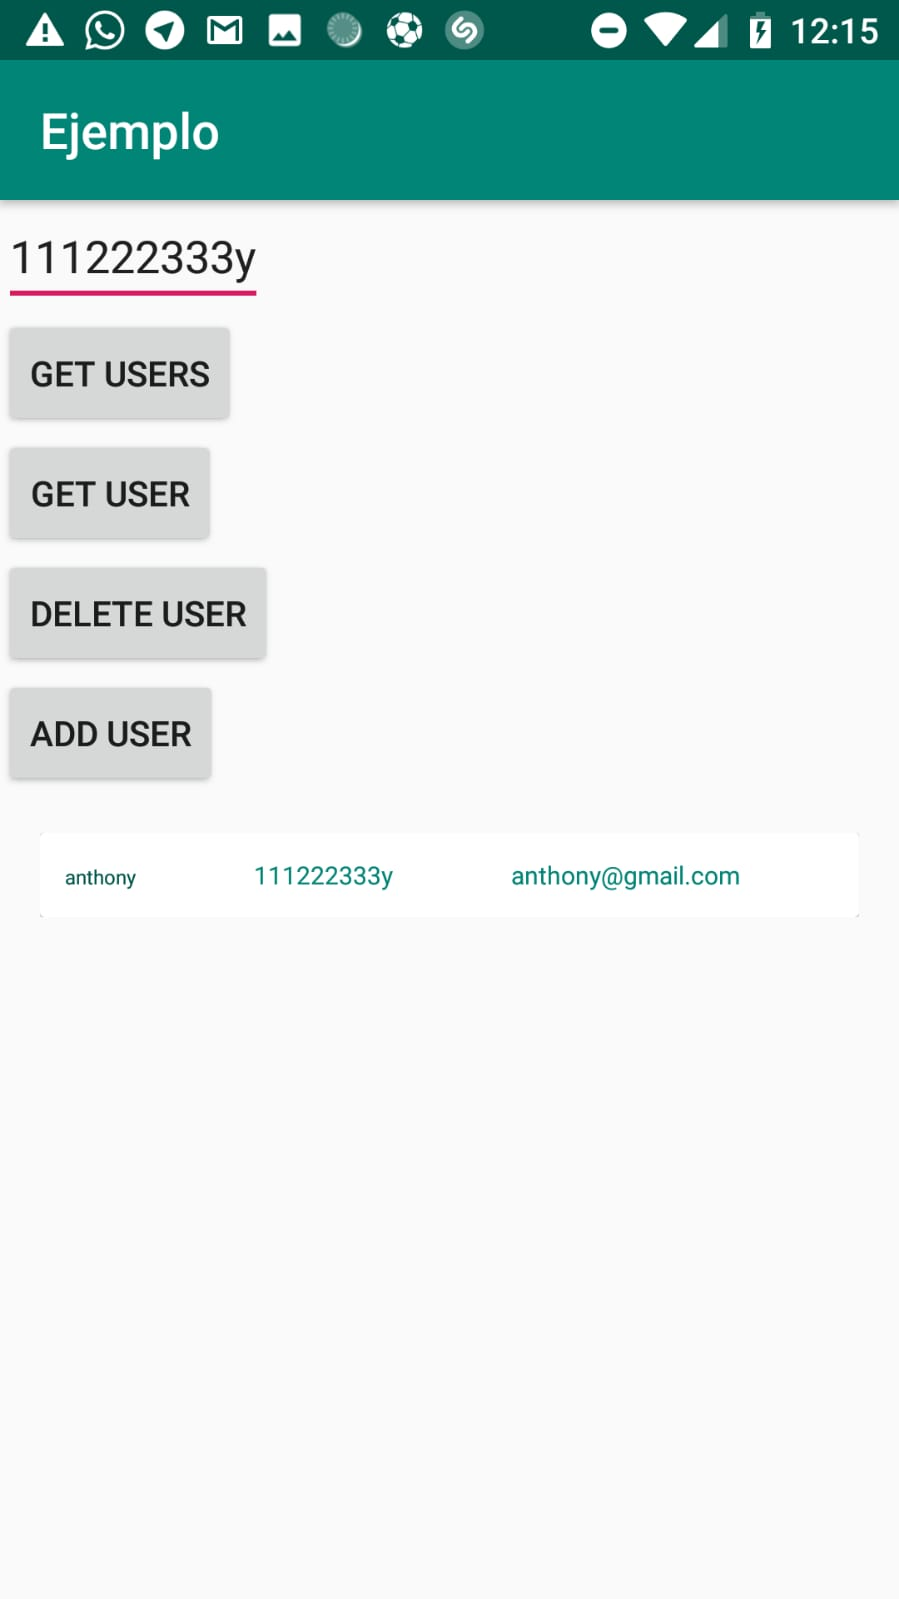 12:15
Ejemplo
111222333y
GET USERS
GET USER
DELETE USER
ADD USER
anthony 111222333y anthony@gmail.com